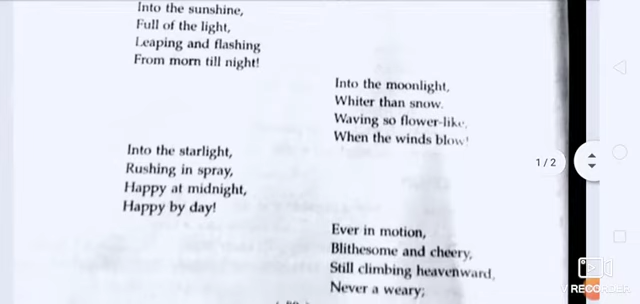 Into the sunshine,
Full of the light,
Leaping and flashing
From morn till night!
Into the moonlight,
Whiter than snow.
Waving so flower-like,
When the winds blow!
Into the starlight,
Rushing in spray,
Happy at midnight,
Happy by day!
1 / 2
Ever in motion,
Blithesome and cheery,
Still climbing heavenward,
Never a weary;
V RECORDER